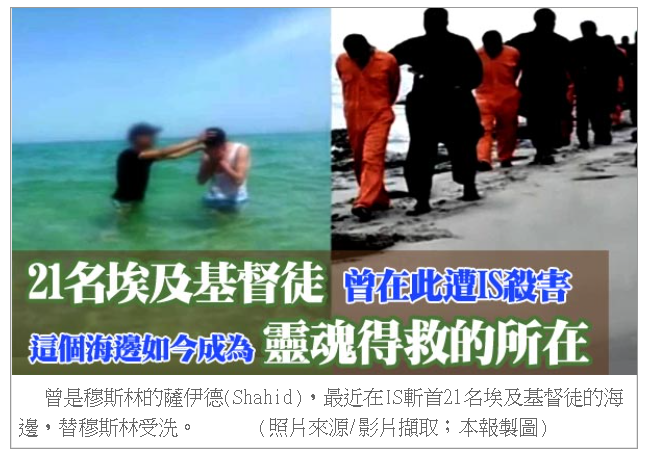 21名埃及基督徒 曾在此遭IS殺害
這個海邊如今成為 靈魂得救的所在
曾是穆斯林的薩伊德(Shahid)，最近在IS斬首21名埃及基督徒的海
邊，替穆斯林受洗。 (照片來源/影片擷取；本報製圖)